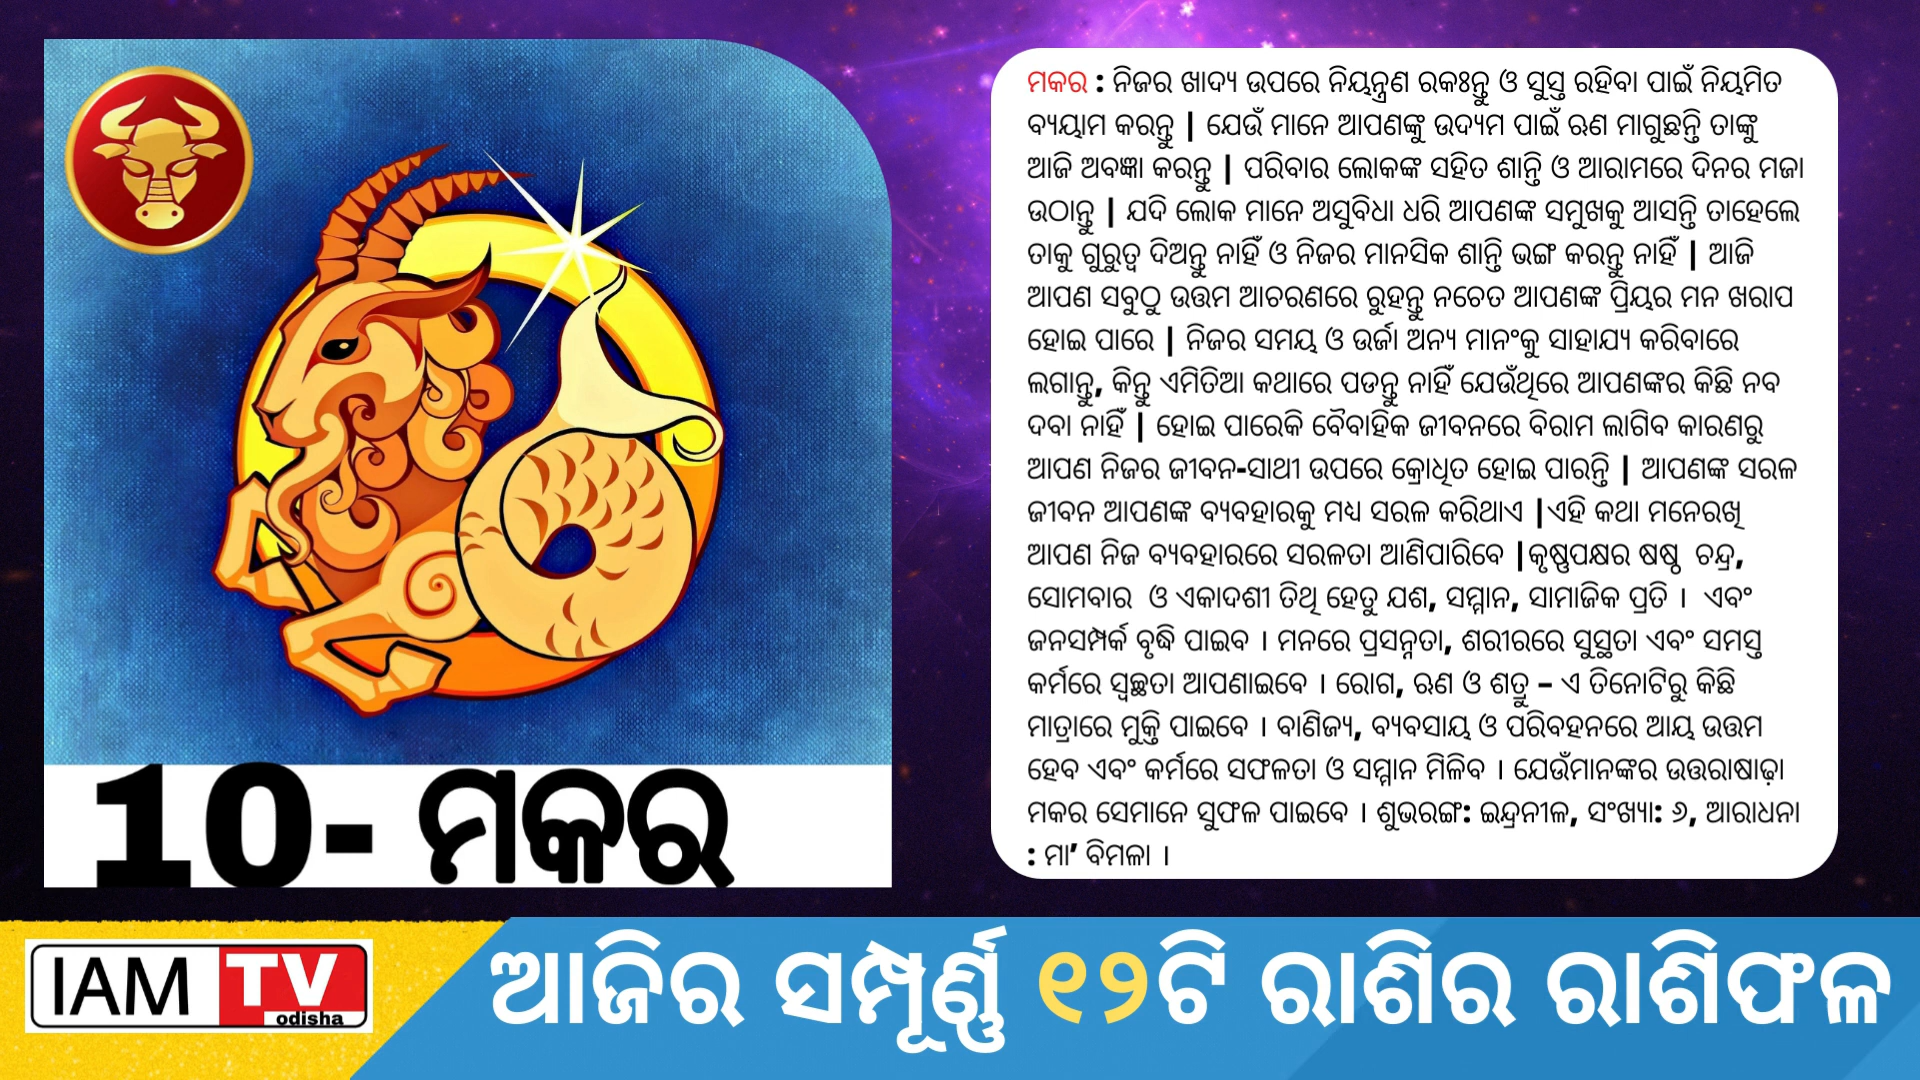 ମକର : ନିଜର ଖାଦ୍ୟ ଉପରେ ନିୟନ୍ତ୍ରଣ ରକଃନ୍ତୁ ଓ ସୁସ୍ତ ରହିବା ପାଇଁ ନିୟମିତ
ବ୍ୟୟାମ କରନ୍ତୁ | ଯେଉଁ ମାନେ ଆପଣଙ୍କୁ ଉଦ୍ୟମ ପାଇଁ ଋଣ ମାଗୁଛନ୍ତି ତାଙ୍କୁ
ଆଜି ଅବଜ୍ଞା କରନ୍ତୁ | ପରିବାର ଲୋକଙ୍କ ସହିତ ଶାନ୍ତି ଓ ଆରାମରେ ଦିନର ମଜା
ଉଠାନ୍ତୁ | ଯଦି ଲୋକ ମାନେ ଅସୁବିଧା ଧରି ଆପଣଙ୍କ ସମୁଖକୁ ଆସନ୍ତି ତାହେଲେ
ତାକୁ ଗୁରୁତ୍ୱ ଦିଅନ୍ତୁ ନାହିଁ ଓ ନିଜର ମାନସିକ ଶାନ୍ତି ଭଙ୍ଗ କରନ୍ତୁ ନାହିଁ | ଆଜି
ଆପଣ ସବୁଠୁ ଉତ୍ତମ ଆଚରଣରେ ରୁହନ୍ତୁ ନଚେତ ଆପଣଙ୍କ ପ୍ରିୟର ମନ ଖରାପ
ହୋଇ ପାରେ | ନିଜର ସମୟ ଓ ଉର୍ଜା ଅନ୍ୟ ମାନଂକୁ ସାହାଯ୍ୟ କରିବାରେ
ଲଗାନ୍ତୁ, କିନ୍ତୁ ଏମିତିଆ କଥାରେ ପଡନ୍ତୁ ନାହିଁ ଯେଉଁଥିରେ ଆପଣଙ୍କର କିଛି ନବ
ଦବା ନାହିଁ | ହୋଇ ପାରେକି ବୈବାହିକ ଜୀବନରେ ବିରାମ ଲାଗିବ କାରଣରୁ
ଆପଣ ନିଜର ଜୀବନ-ସାଥୀ ଉପରେ କ୍ରୋଧିତ ହୋଇ ପାରନ୍ତି | ଆପଣଙ୍କ ସରଳ
ଜୀବନ ଆପଣଙ୍କ ବ୍ୟବହାରକୁ ମଧ୍ୟ ସରଳ କରିଥାଏ |ଏହି କଥା ମନେରଖି
ଆପଣ ନିଜ ବ୍ୟବହାରରେ ସରଳତା ଆଣିପାରିବେ |କୃଷ୍ଣପକ୍ଷର ଷଷ୍ଠ ଚନ୍ଦ୍ର,
ସୋମବାର ଓ ଏକାଦଶୀ ତିଥି ହେତୁ ଯଶ, ସମ୍ମାନ, ସାମାଜିକ ପ୍ରତି । ଏବଂ
ଜନସମ୍ପର୍କ ବୃଦ୍ଧି ପାଇବ । ମନରେ ପ୍ରସନ୍ନତା, ଶରୀରରେ ସୁସ୍ଥତା ଏବଂ ସମସ୍ତ
କର୍ମରେ ସ୍ୱଚ୍ଛତା ଆପଣାଇବେ । ରୋଗ, ଋଣ ଓ ଶତ୍ରୁ – ଏ ତିନୋଟିରୁ କିଛି
ମାତ୍ରାରେ ମୁକ୍ତି ପାଇବେ । ବାଣିଜ୍ୟ, ବ୍ୟବସାୟ ଓ ପରିବହନରେ ଆୟ ଉତ୍ତମ
ହେବ ଏବଂ କର୍ମରେ ସଫଳତା ଓ ସମ୍ମାନ ମିଳିବ । ଯେଉଁମାନଙ୍କର ଉତ୍ତରାଷାଢ଼ା
ମକର ସେମାନେ ସୁଫଳ ପାଇବେ । ଶୁଭରଙ୍ଗ: ଇନ୍ଦ୍ରନୀଳ, ସଂଖ୍ୟା: ୬, ଆରାଧନା
: ମା’ ବିମଳା ।
10- ମକର
IAM TV
odisha
ଆଜିର ସମ୍ପୂର୍ଣ୍ଣ ୧୨ଟି ରାଶିର ରାଶିଫଳ